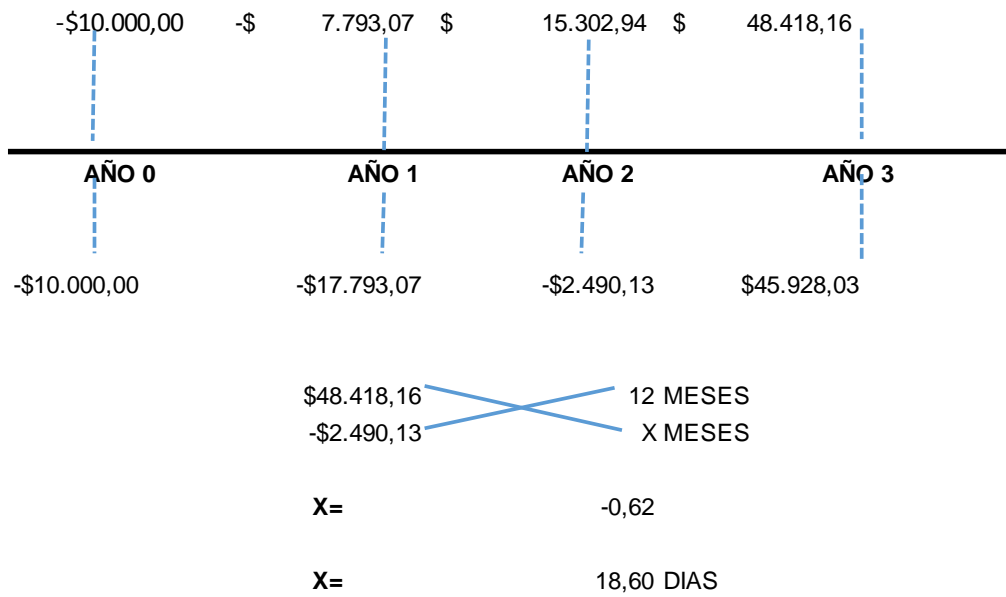 -$10.000,00 -$ 7.793,07 $ 15.302,94 $ 48.418,16
AÑO 0 AÑO 1 AÑO 2 AÑO 3
-$10.000,00 -$17.793,07 -$2.490,13 $45.928,03
$48.418,16 12 MESES
-$2.490,13 X MESES
X= -0,62
X= 18,60 DIAS